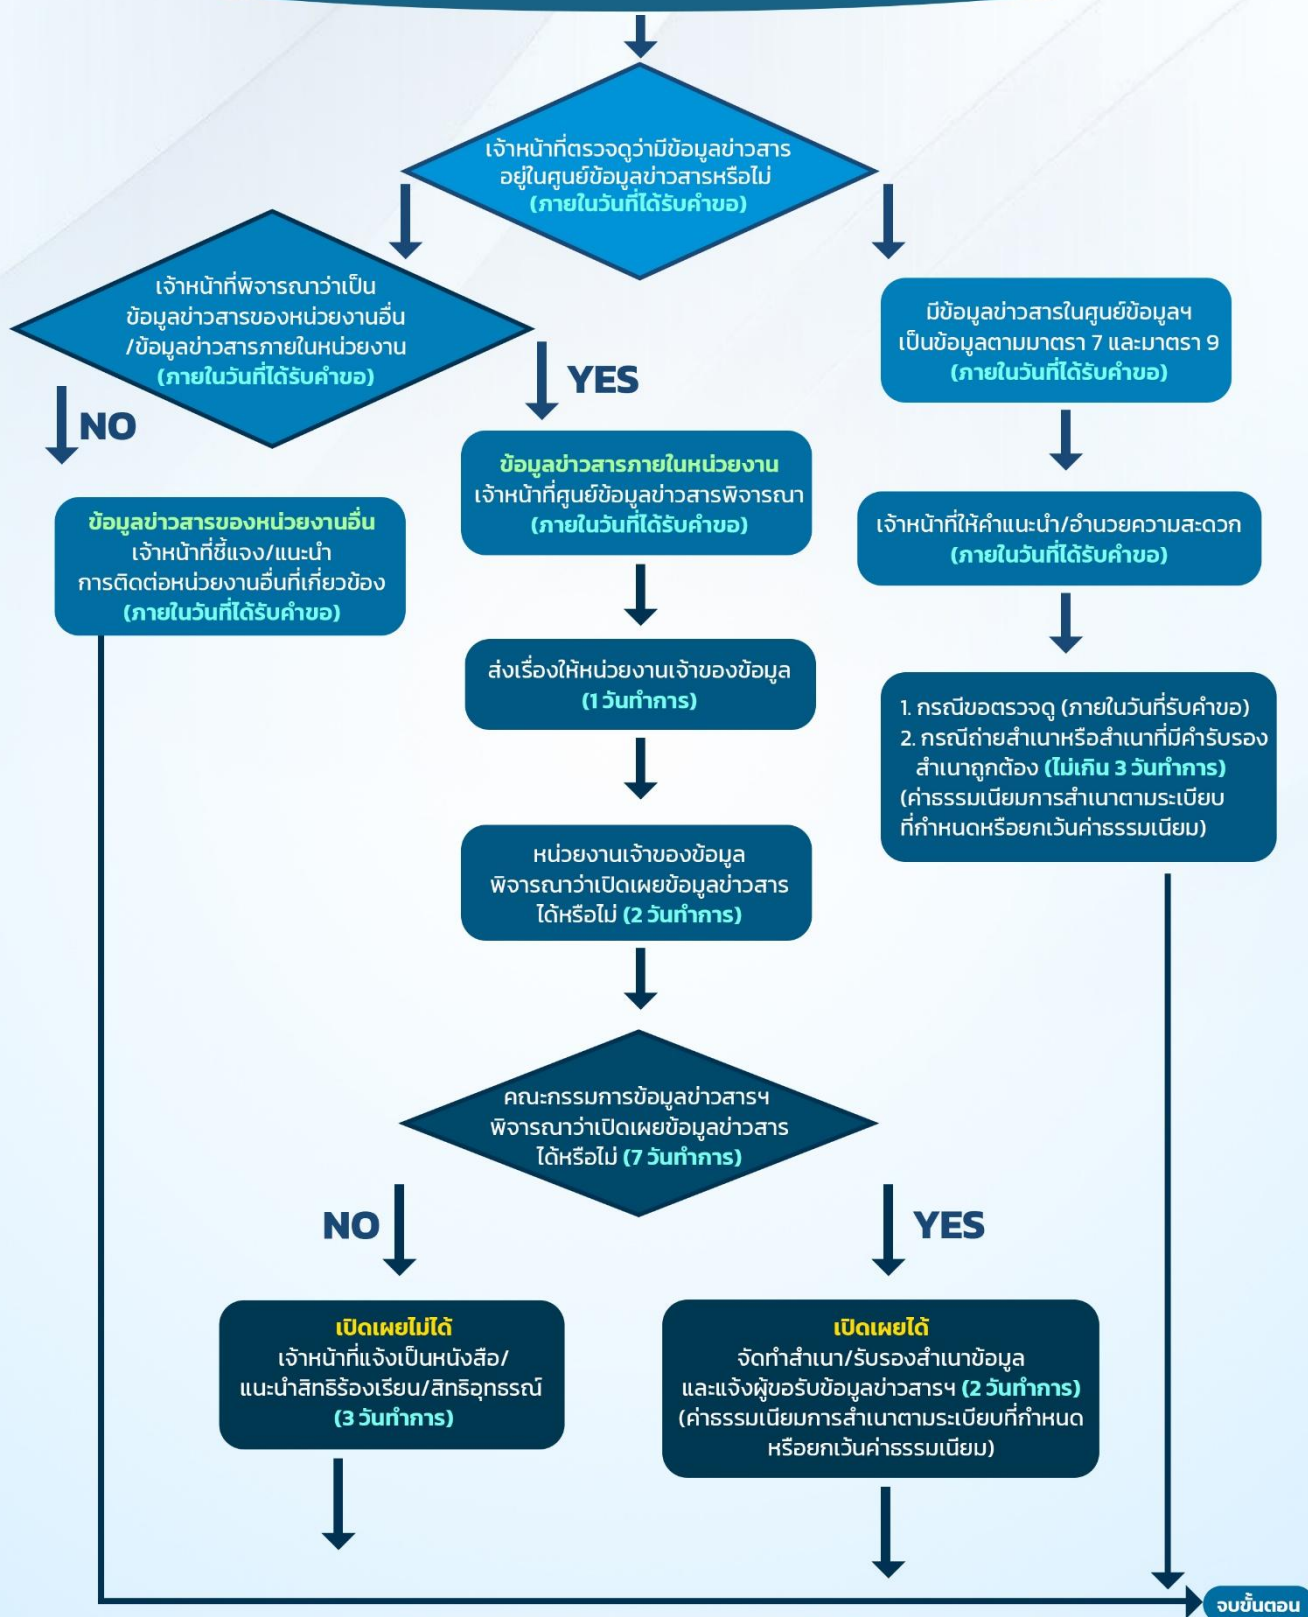 เจ้าหน้าที่ตรวจดูว่ามีข้อมูลข่าวสาร
อยู่ในศูนย์ข้อมูลข่าวสารหรือไม่
(ภายในวันที่ได้รับคำขอ)
เจ้าหน้าที่พิจารณาว่าเป็น
ข้อมูลข่าวสารของหน่วยงานอื่น
/ข้อมูลข่าวสารภายในหน่วยงาน
(ภายในวันที่ได้รับคำขอ)
มีข้อมูลข่าวสารในศูนย์ข้อมูลฯ
เป็นข้อมูลตามมาตรา 7 และมาตรา 9
(ภายในวันที่ได้รับคำขอ)
YES
NO
ข้อมูลข่าวสารภายในหน่วยงาน
เจ้าหน้าที่ศูนย์ข้อมูลข่าวสารพิจารณา
(ภายในวันที่ได้รับคำขอ)
ข้อมูลข่าวสารของหน่วยงานอื่น
เจ้าหน้าที่ชี้แจง/แนะนำ
การติดต่อหน่วยงานอื่นที่เกี่ยวข้อง
(ภายในวันที่ได้รับคำขอ)
เจ้าหน้าที่ให้คำแนะนำ/อำนวยความสะดวก
(ภายในวันที่ได้รับคำขอ)
ส่งเรื่องให้หน่วยงานเจ้าของข้อมูล
(1 วันทำการ)
1. กรณีขอตรวจดู (ภายในวันที่รับคำขอ)
2. กรณีถ่ายสำเนาหรือสำเนาที่มีคำรับรอง
สำเนาถูกต้อง (ไม่เกิน 3 วันทำการ)
(ค่าธรรมเนียมการสำเนาตามระเบียบ
ที่กำหนดหรือยกเว้นค่าธรรมเนียม)
หน่วยงานเจ้าของข้อมูล
พิจารณาว่าเปิดเผยข้อมูลข่าวสาร
ได้หรือไม่ (2 วันทำการ)
คณะกรรมการข้อมูลข่าวสารฯ
พิจารณาว่าเปิดเผยข้อมูลข่าวสาร
ได้หรือไม่ (7 วันทำการ)
NO
YES
เปิดเผยไม่ได้
เจ้าหน้าที่แจ้งเป็นหนังสือ/
แนะนำสิทธิร้องเรียน/สิทธิอุทธรณ์
(3 วันทำการ)
เปิดเผยได้
จัดทำสำเนา/รับรองสำเนาข้อมูล
และแจ้งผู้ขอรับข้อมูลข่าวสารฯ (2 วันทำการ)
(ค่าธรรมเนียมการสำเนาตามระเบียบที่กำหนด
หรือยกเว้นค่าธรรมเนียม)
จบขั้นตอน